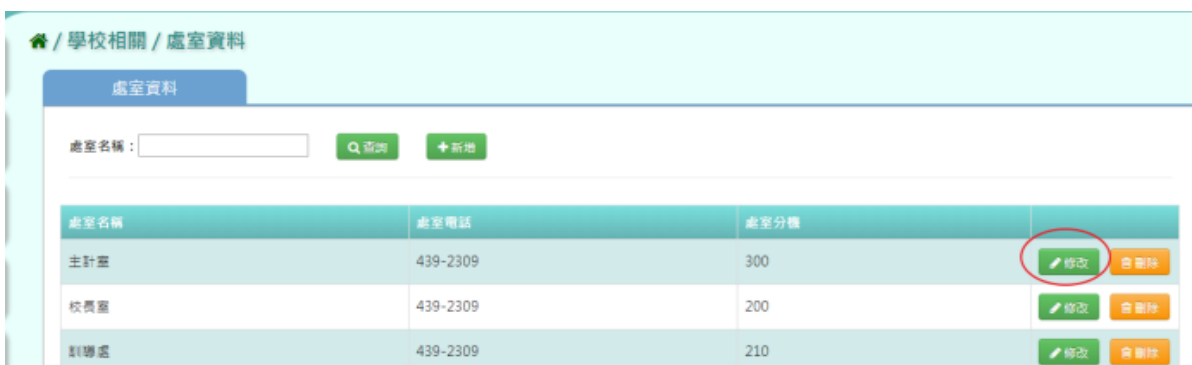 / 學校相關 / 處室資料
處室資料
處室名稱： 查詢 新增
處室名稱 處室電話 處室分機
主計室 439-2309 300 修改 刪除
校長室 439-2309 200 修改 刪除
訓導處 439-2309 210 修改 刪除